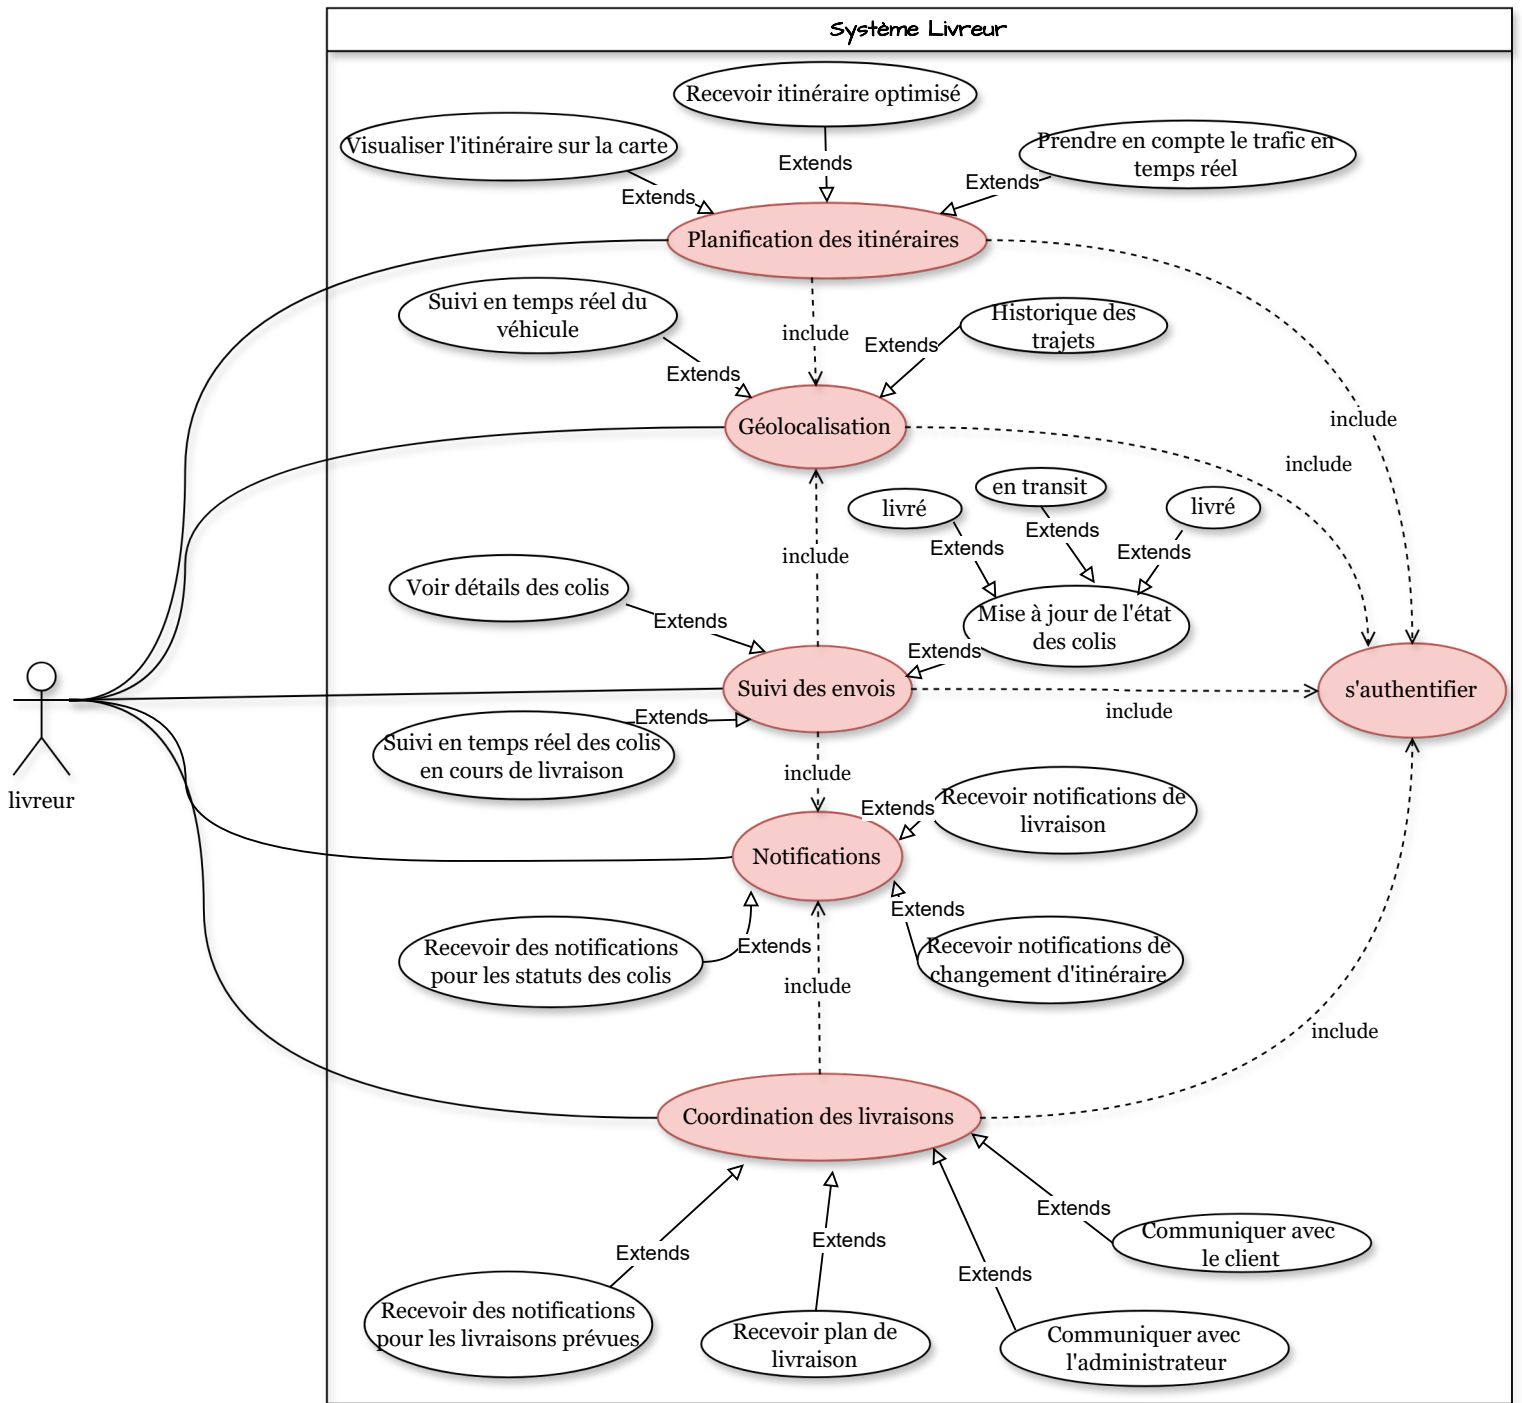 Système Livreur
Recevoir itinéraire optimisé
Visualiser l'itinéraire sur la carte
Prendre en compte le trafic en
temps réel
Extends
Extends
Extends
Planification des itinéraires
Suivi en temps réel du
véhicule
include
Historique des
trajets
Extends
Extends
Géolocalisation
include
include
livré
en transit
livré
Extends
Extends
Extends
include
Voir détails des colis
Extends
Mise à jour de l'état
des colis
Extends
Suivi des envois
s'authentifier
include
livreur
Extends
Suivi en temps réel des colis
en cours de livraison
include
Extends
Recevoir notifications de
livraison
Notifications
Extends
Recevoir des notifications
pour les statuts des colis
Extends
Recevoir notifications de
changement d'itinéraire
include
include
Coordination des livraisons
Extends
Extends
Extends
Extends
Communiquer avec
le client
Recevoir des notifications
pour les livraisons prévues
Recevoir plan de
livraison
Communiquer avec
l'administrateur